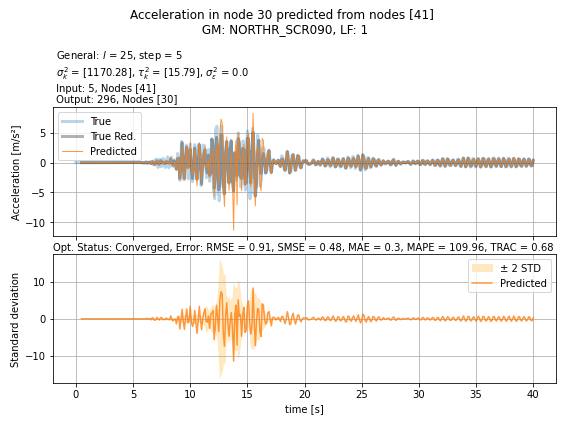 Acceleration in node 30 predicted from nodes [41]
GM: NORTHR_SCR090, LF: 1
General: l = 25, step = 5
σ²ₖ = [1170.28], τ²ₖ = [15.79], σ²ε = 0.0
Input: 5, Nodes [41]
Output: 296, Nodes [30]
True
True Red.
Predicted
Acceleration [m/s²]
5
0
−5
−10
Opt. Status: Converged, Error: RMSE = 0.91, SMSE = 0.48, MAE = 0.3, MAPE = 109.96, TRAC = 0.68
± 2 STD
Predicted
Standard deviation
10
0
−10
0 5 10 15 20 25 30 35 40
time [s]